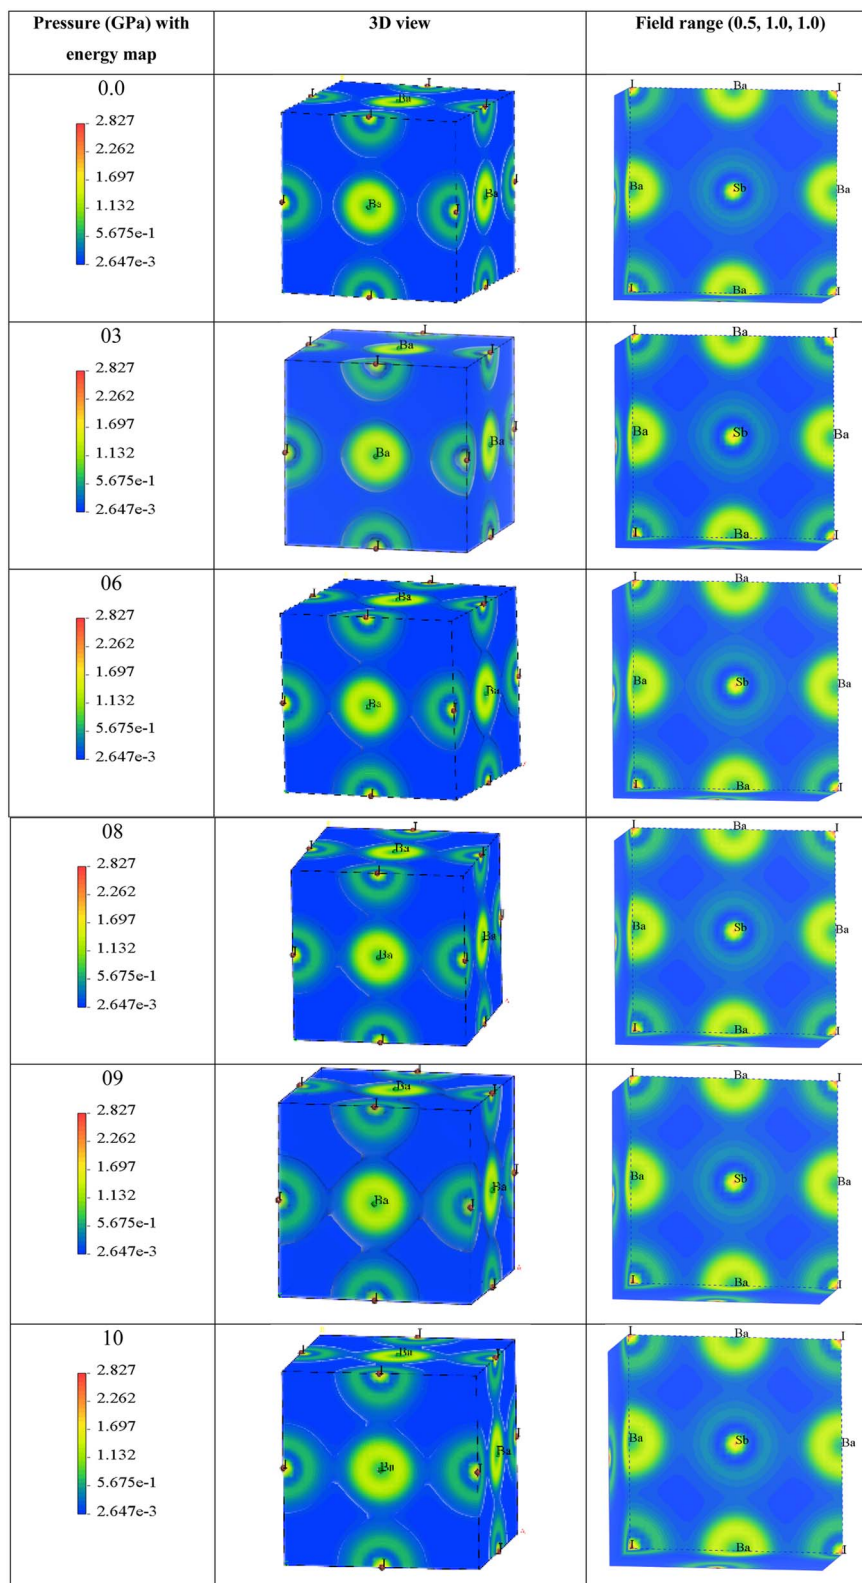 Pressure (GPa) with
energy map
3D view
Field range (0.5, 1.0, 1.0)
0.0
2.827
2.262
1.697
1.132
5.675e-1
2.647e-3
I
Ba
I
I
I
I
Ba
I
Ba
I
I
I
I
Ba
I
Ba
Sb
Ba
I
Ba
I
03
2.827
2.262
1.697
1.132
5.675e-1
2.647e-3
I
I
Ba
I
I
I
Ba
I
Ba
I
I
I
I
Ba
I
Ba
Sb
Ba
I
Ba
I
06
2.827
2.262
1.697
1.132
5.675e-1
2.647e-3
I
I
Ba
I
I
I
Ba
I
Ba
I
I
I
I
Ba
I
Ba
Sb
Ba
I
Ba
I
08
2.827
2.262
1.697
1.132
5.675e-1
2.647e-3
I
I
Ba
I
I
I
Ba
I
Ba
I
I
I
I
Ba
I
Ba
Sb
Ba
I
Ba
I
09
2.827
2.262
1.697
1.132
5.675e-1
2.647e-3
I
I
Ba
I
I
I
Ba
I
Ba
I
I
I
I
Ba
I
Ba
Sb
Ba
I
Ba
I
10
2.827
2.262
1.697
1.132
5.675e-1
2.647e-3
I
I
Ba
I
I
I
Ba
I
Ba
I
I
I
I
Ba
I
Ba
Sb
Ba
I
Ba
I